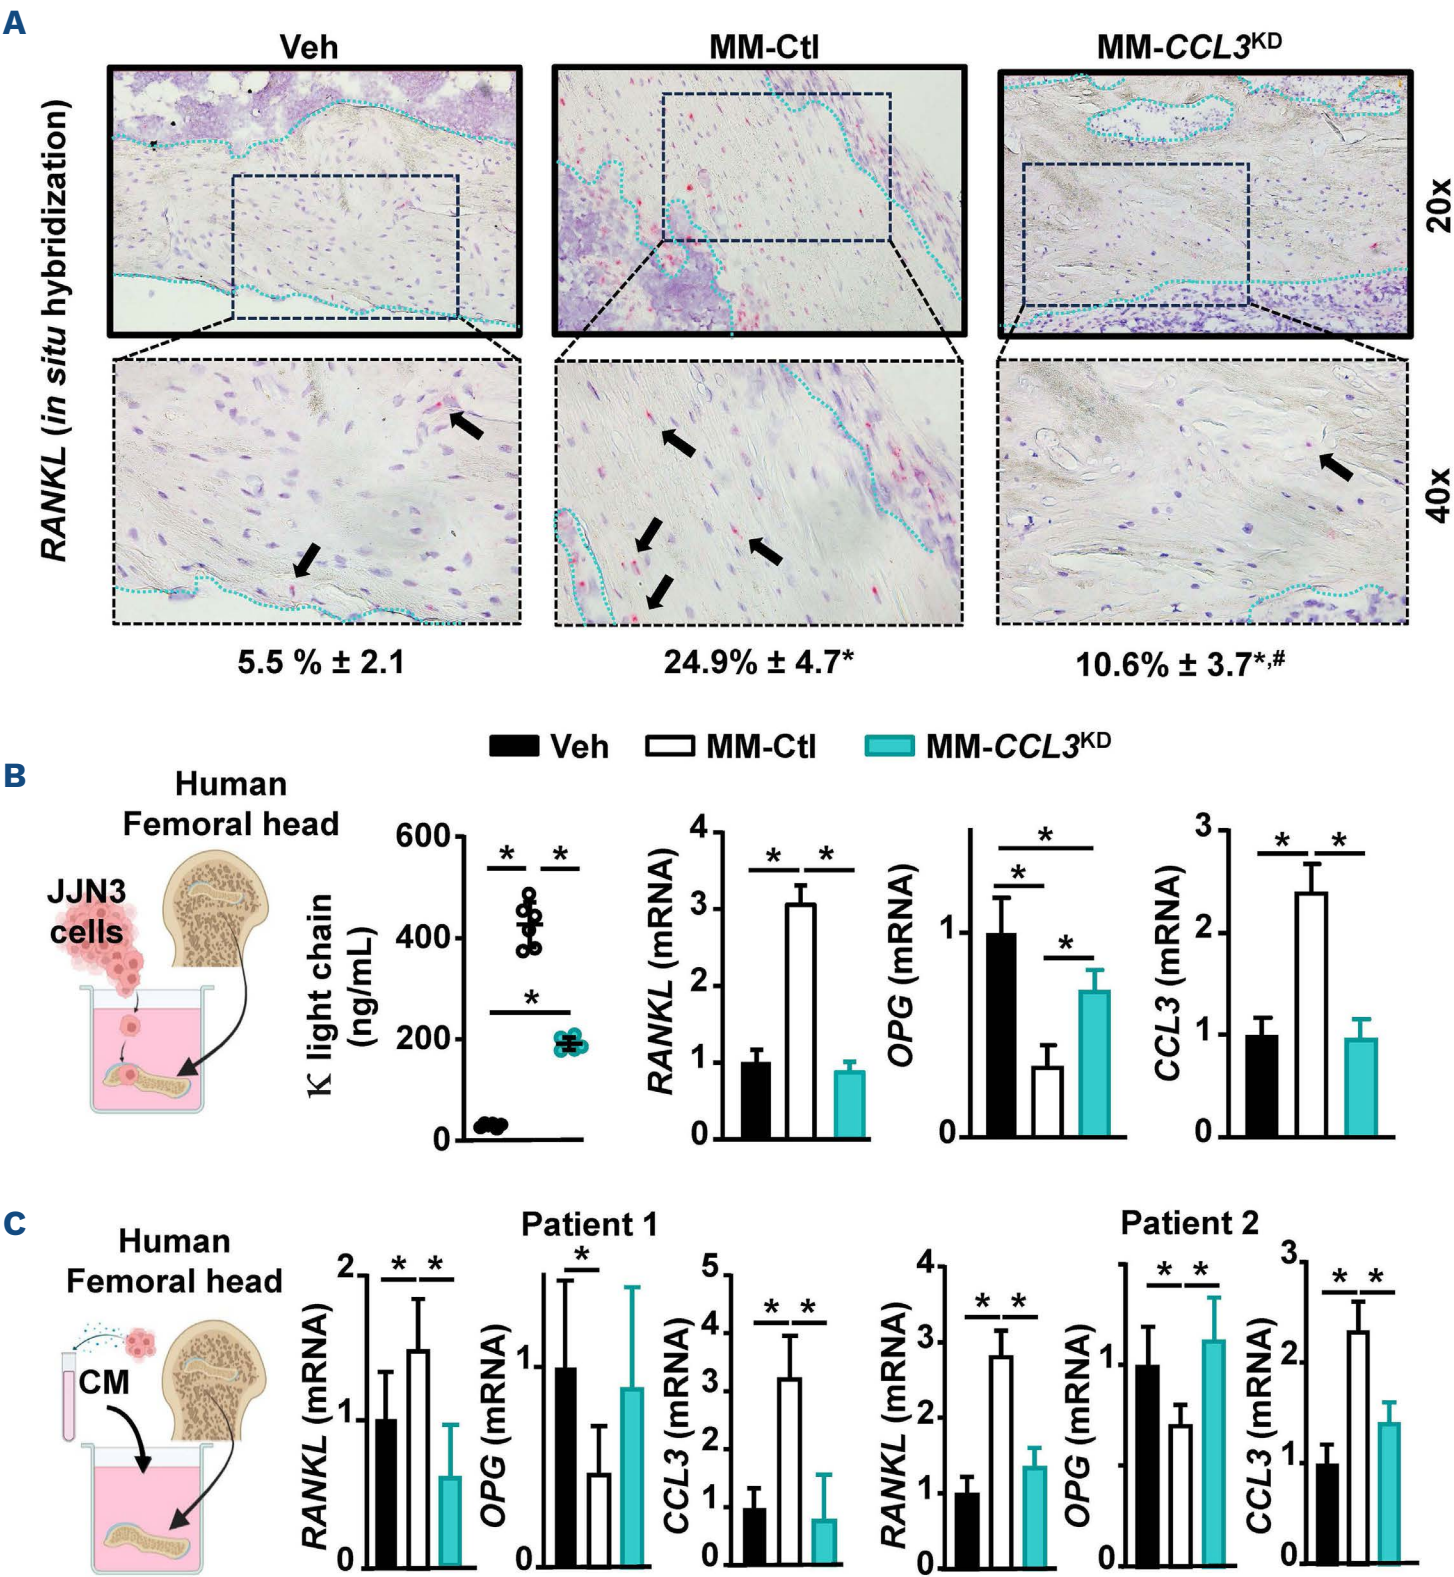 A
Veh
MM-Ctl
MM-CCL3KD
RANKL (in situ hybridization)
20x
40x
5.5 % ± 2.1
24.9% ± 4.7*
10.6% ± 3.7*,#
Veh
MM-Ctl
MM-CCL3KD
B
Human
Femoral head
JJN3
cells
K light chain
(ng/mL)
600
400
200
0
* *
*
RANKL (mRNA)
4
3
2
1
0
* *
OPG (mRNA)
1
0
*
*
*
CCL3 (mRNA)
3
2
1
0
* *
C
Human
Femoral head
CM
Patient 1
RANKL (mRNA)
2
1
0
* *
OPG (mRNA)
1
0
*
CCL3 (mRNA)
5
4
3
2
1
0
* *
Patient 2
RANKL (mRNA)
4
3
2
1
0
* *
OPG (mRNA)
1
0
* *
CCL3 (mRNA)
3
2
1
0
* *